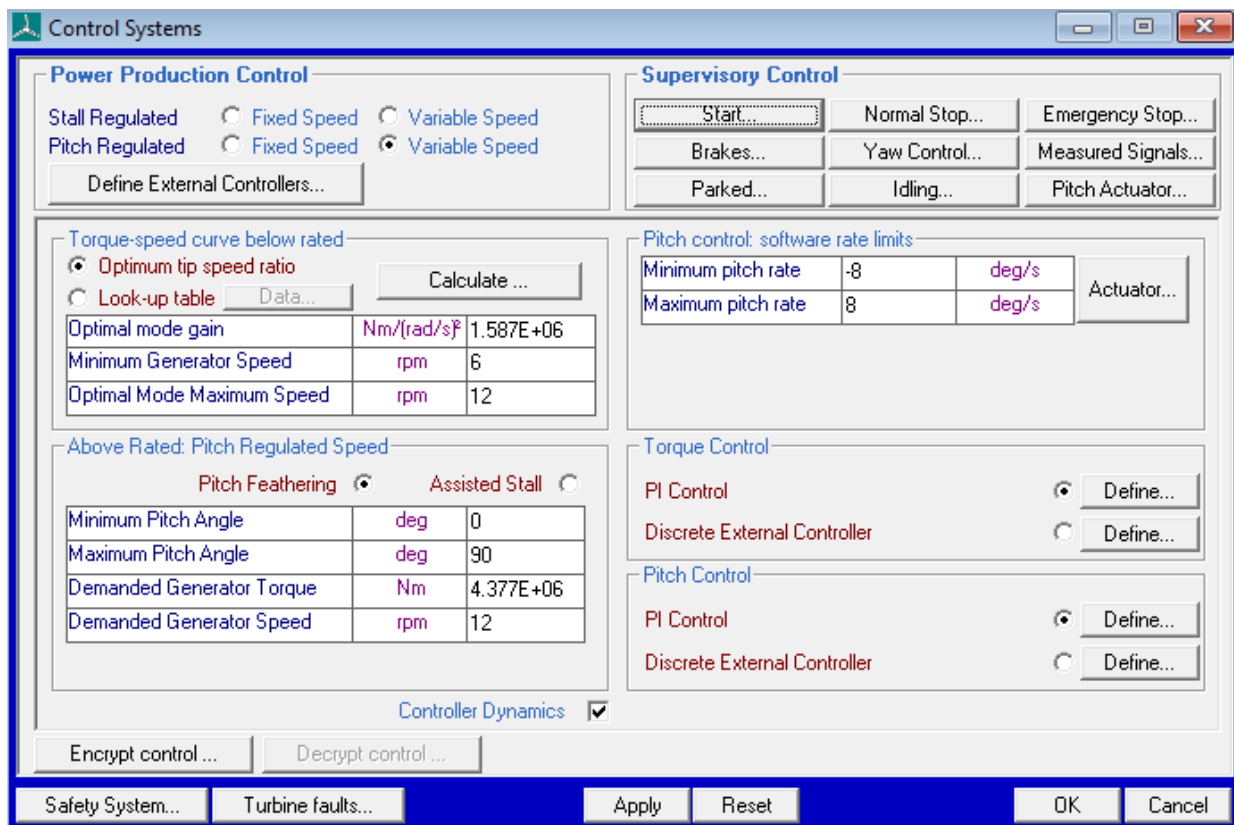 Control Systems
Power Production Control
Stall Regulated Fixed Speed Variable Speed
Pitch Regulated Fixed Speed Variable Speed
Define External Controllers...
Supervisory Control
Start... Normal Stop... Emergency Stop...
Brakes... Yaw Control... Measured Signals...
Parked... Idling... Pitch Actuator...
Torque-speed curve below rated
Optimum tip speed ratio
Calculate ...
Look-up table Data...
Optimal mode gain Nm/(rad/s)² 1.587E+06
Minimum Generator Speed rpm 6
Optimal Mode Maximum Speed rpm 12
Pitch control: software rate limits
Minimum pitch rate -8 deg/s
Maximum pitch rate 8 deg/s
Actuator...
Above Rated: Pitch Regulated Speed
Pitch Feathering Assisted Stall
Minimum Pitch Angle deg 0
Maximum Pitch Angle deg 90
Demanded Generator Torque Nm 4.377E+06
Demanded Generator Speed rpm 12
Torque Control
PI Control Define...
Discrete External Controller Define...
Pitch Control
PI Control Define...
Discrete External Controller Define...
Controller Dynamics
Encrypt control ... Decrypt control ...
Safety System... Turbine faults... Apply Reset OK Cancel